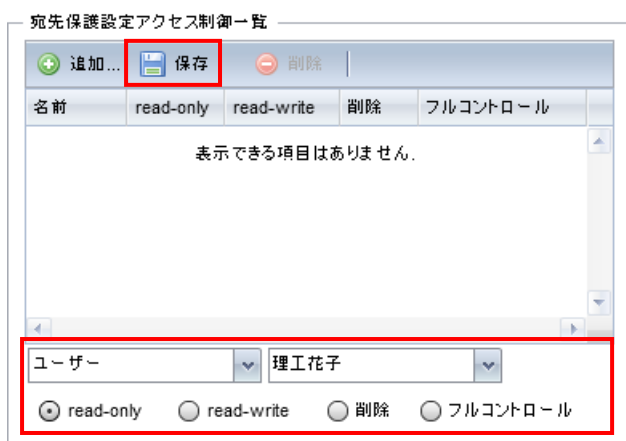 宛先保護設定アクセス制御一覧
追加... 保存 削除
名前 read-only read-write 削除 フルコントロール
表示できる項目はありません.
ユーザー 理工花子
read-only read-write 削除 フルコントロール